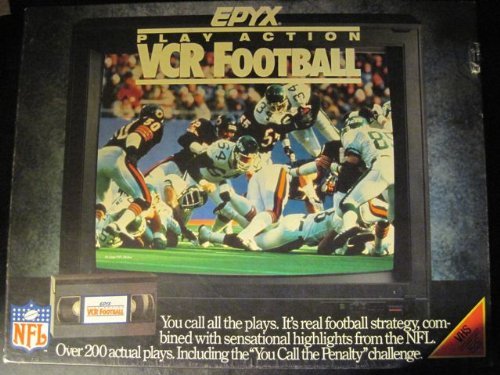 EPYX®
PLAY ACTION
VCR FOOTBALL
EPYX
VCR FOOTBALL
NFL
You call all the plays. It's real football strategy, com-
bined with sensational highlights from the NFL.
Over 200 actual plays. Including the "You Call the Penalty" challenge.
VHS